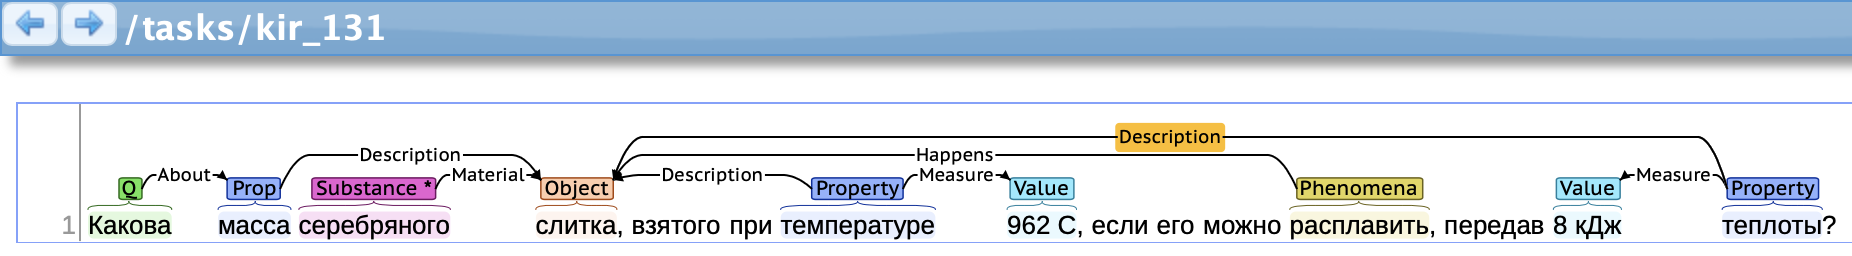 /tasks/kir_131
Description
Description Happens
About Material Description Measure Measure
Q Prop Substance * Object Property Value Phenomena Value Property
1 Какова масса серебряного слитка, взятого при температуре 962 С, если его можно расплавить, передав 8 кДж теплоты?